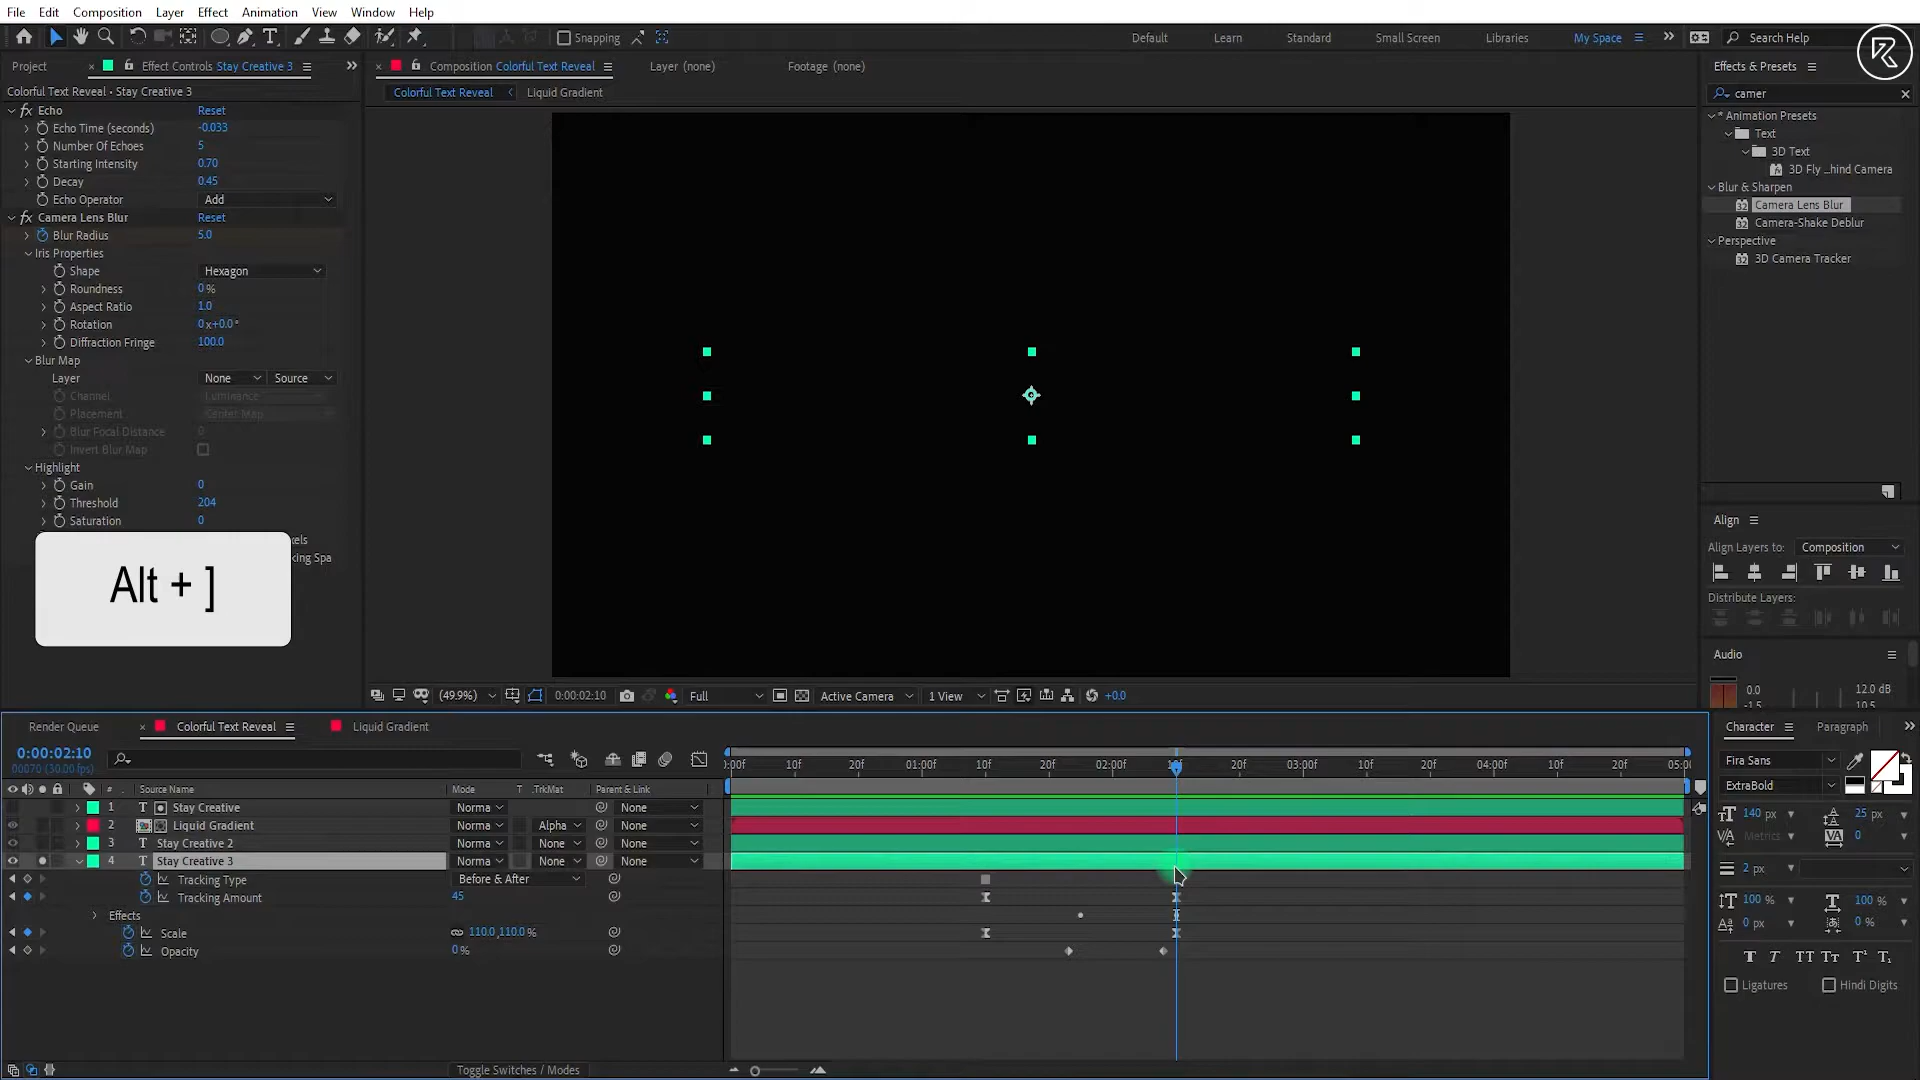 File Edit Composition Layer Effect Animation View Window Help
Snapping Default Learn Standard Small Screen Libraries My Space Search Help
Project Effect Controls Stay Creative 3 Composition Colorful Text Reveal Layer (none) Footage (none) Effects & Presets
Colorful Text Reveal • Stay Creative 3 Colorful Text Reveal Liquid Gradient camer
fx Echo Reset
Echo Time (seconds) -0.033
Number Of Echoes 5
Starting Intensity 0.70
Decay 0.45
Echo Operator Add
fx Camera Lens Blur Reset
Blur Radius 5.0
Iris Properties
Shape Hexagon
Roundness 0%
Aspect Ratio 1.0
Rotation 0x+0.0°
Diffraction Fringe 100.0
Blur Map
Layer None Source
Channel Luminance
Placement Center Map
Blur Focal Distance 0
Invert Blur Map
Highlight
Gain 0
Threshold 204
Saturation 0
xels
king Spa
Alt + ]
* Animation Presets
Text
3D Text
3D Fly ...hind Camera
Blur & Sharpen
Camera Lens Blur
Camera-Shake Deblur
Perspective
3D Camera Tracker
Align
Align Layers to: Composition
Distribute Layers:
Audio
0.0 12.0 dB
-1.5 10.5
(49.9%) 0:00:02:10 Full Active Camera 1 View +0.0
Render Queue Colorful Text Reveal Liquid Gradient
0:00:02:10
00070 (30.00 fps)
:00f 10f 20f 01:00f 10f 20f 02:00f 20f 03:00f 10f 20f 04:00f 10f 20f 05:00
# Source Name Mode T .TrkMat Parent & Link
1 T Stay Creative Norma None
2 Liquid Gradient Norma Alpha None
3 T Stay Creative 2 Norma None None
4 T Stay Creative 3 Norma None None
Tracking Type Before & After
Tracking Amount 45
Effects
Scale 110.0,110.0%
Opacity 0%
Toggle Switches / Modes
Character Paragraph
Fira Sans
ExtraBold
140 px 25 px
Metrics 0
2 px
100 % 100 %
0 px 0 %
T T TT Tt T¹ T₁
Ligatures Hindi Digits